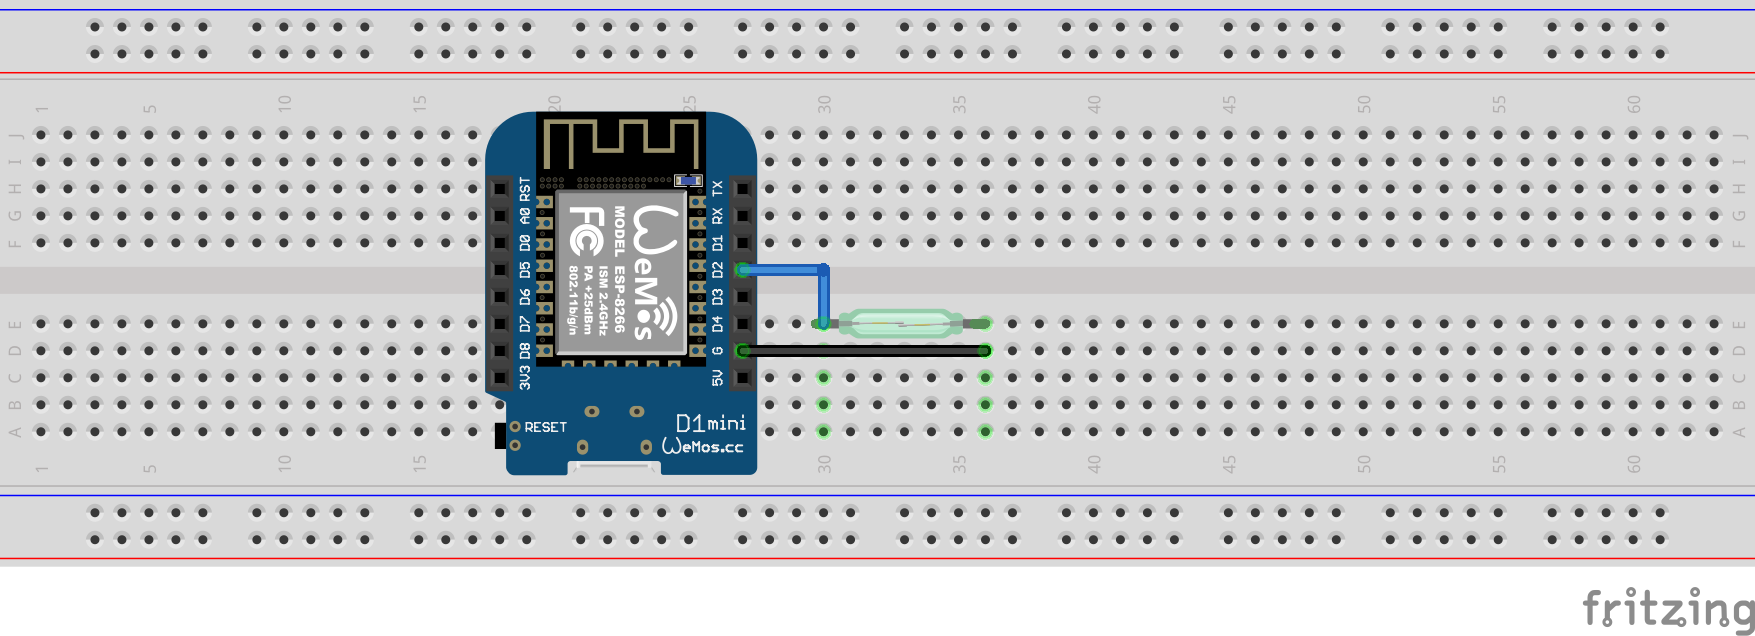 1 5 10 15 20 25 30 35 40 45 50 55 60
J J
I I
H H
G G
F F
E E
D D
C C
B B
A A
RST
A0
D0
D5
D6
D7
D8
3V3
TX
RX
D1
D2
D3
D4
G
5V
WeMos
MODEL ESP-8266
ISM 2.4GHz
PA +25dBm
802.11b/g/n
FC
RESET
D1mini
WeMos.cc
1 5 10 15 30 35 40 45 50 55 60
fritzing